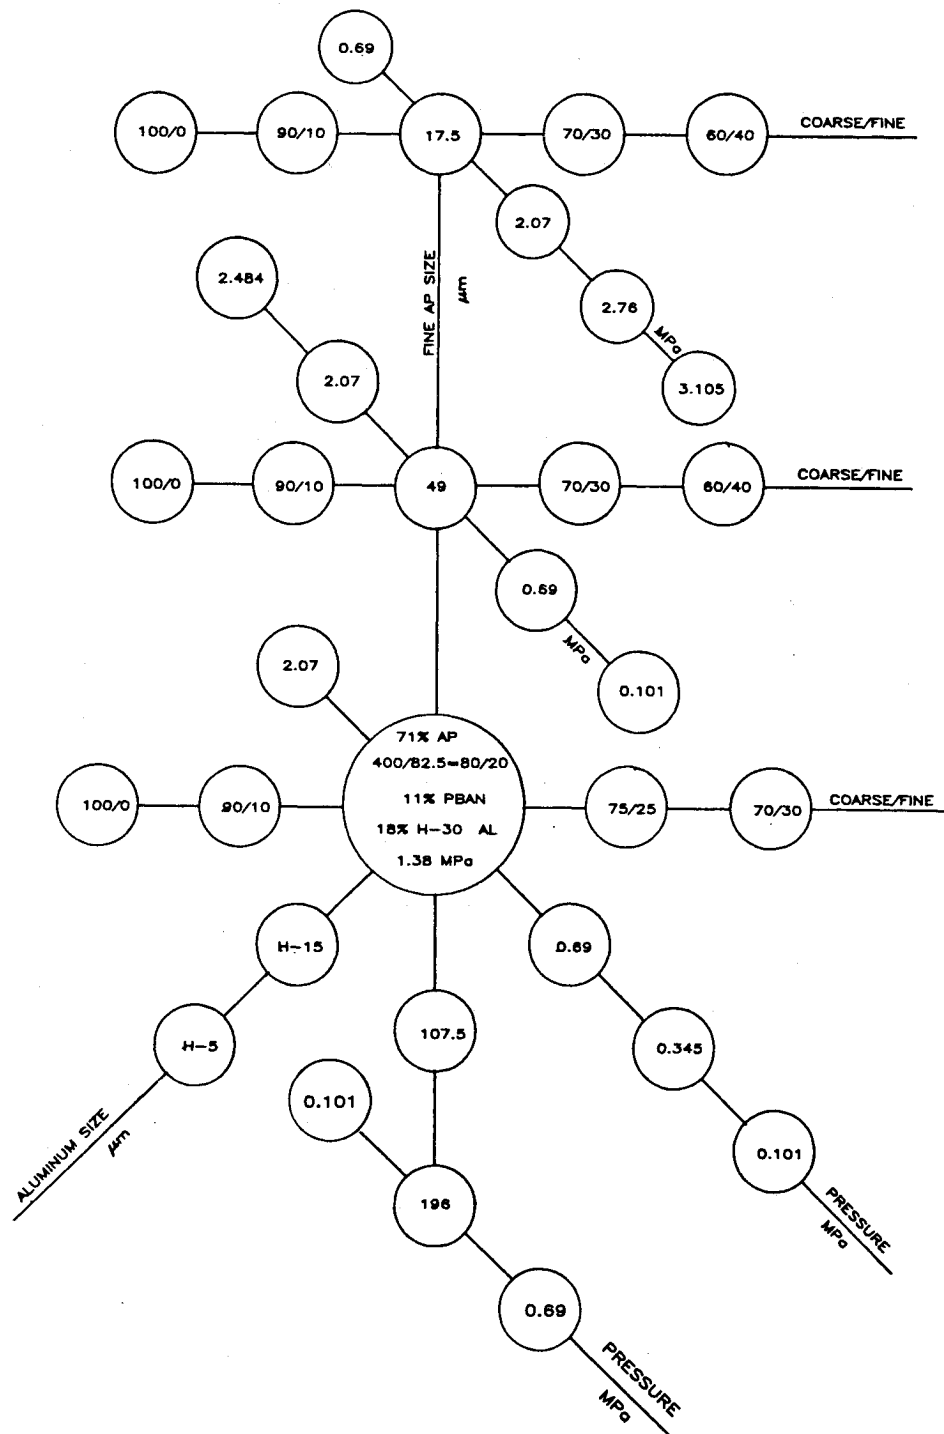 0.69
100/0
90/10
17.5
70/30
60/40
COARSE/FINE
2.07
2.484
FINE AP SIZE
μm
2.76
MPa
2.07
3.105
100/0
90/10
49
70/30
60/40
COARSE/FINE
0.69
MPa
2.07
0.101
71% AP
400/82.5=80/20
11% PBAN
18% H-30 AL
1.38 MPa
100/0
90/10
75/25
70/30
COARSE/FINE
H-15
0.69
H-5
107.5
0.345
0.101
ALUMINUM SIZE
μm
0.101
196
PRESSURE
MPa
0.69
PRESSURE
MPa